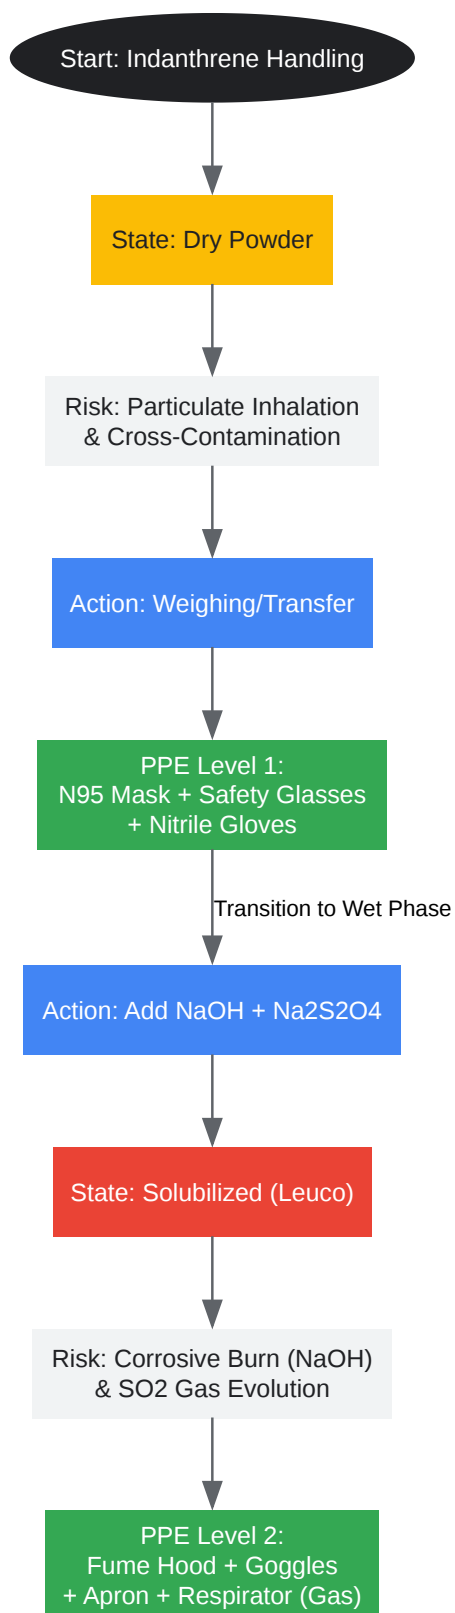 Start: Indanthrene Handling
State: Dry Powder
Risk: Particulate Inhalation
& Cross-Contamination
Action: Weighing/Transfer
PPE Level 1:
N95 Mask + Safety Glasses
+ Nitrile Gloves
Transition to Wet Phase
Action: Add NaOH + Na2S2O4
State: Solubilized (Leuco)
Risk: Corrosive Burn (NaOH)
& SO2 Gas Evolution
PPE Level 2:
Fume Hood + Goggles
+ Apron + Respirator (Gas)